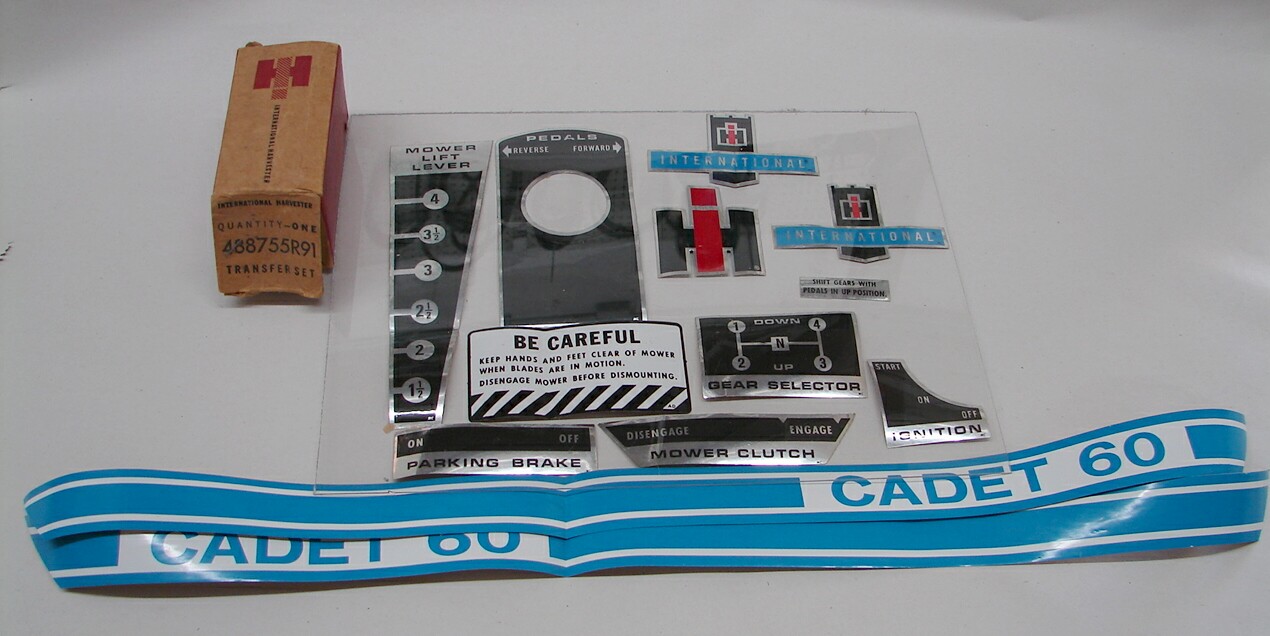 INTERNATIONAL HARVESTER
INTERNATIONAL HARVESTER
QUANTITY-ONE
488755R91
TRANSFER SET
MOWER
LIFT
LEVER
4
3½
3
2½
2
1½
PEDALS
REVERSE FORWARD
INTERNATIONAL
INTERNATIONAL
SHIFT GEARS WITH
PEDALS IN UP POSITION
BE CAREFUL
KEEP HANDS AND FEET CLEAR OF MOWER
WHEN BLADES ARE IN MOTION.
DISENGAGE MOWER BEFORE DISMOUNTING.
1 DOWN 4
N
2 UP 3
GEAR SELECTOR
START
ON
OFF
IGNITION
ON OFF
PARKING BRAKE
DISENGAGE ENGAGE
MOWER CLUTCH
CADET 60
CADET 60